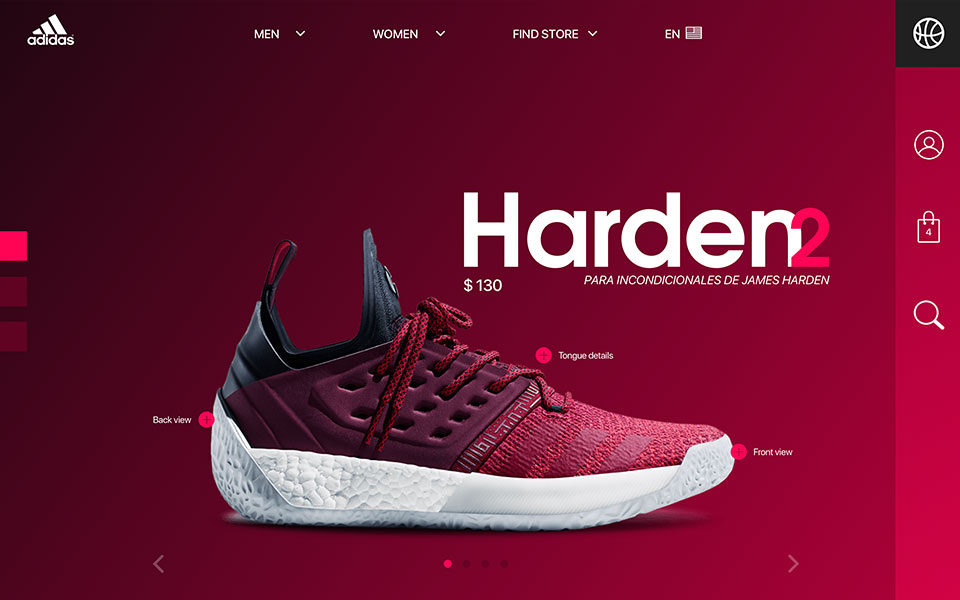 adidas
MEN
WOMEN
FIND STORE
EN
Harden2
$ 130
PARA INCONDICIONALES DE JAMES HARDEN
4
Tongue details
Back view
Front view